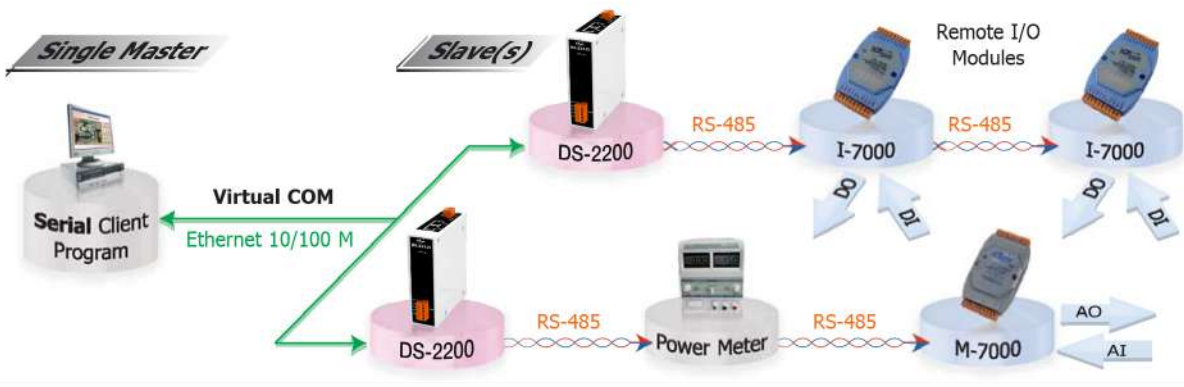 Single Master
Slave(s)
Remote I/O
Modules
RS-485
RS-485
DS-2200
I-7000
I-7000
Virtual COM
Ethernet 10/100 M
Serial Client
Program
DO
DI
DO
DI
RS-485
RS-485
DS-2200
Power Meter
M-7000
AO
AI